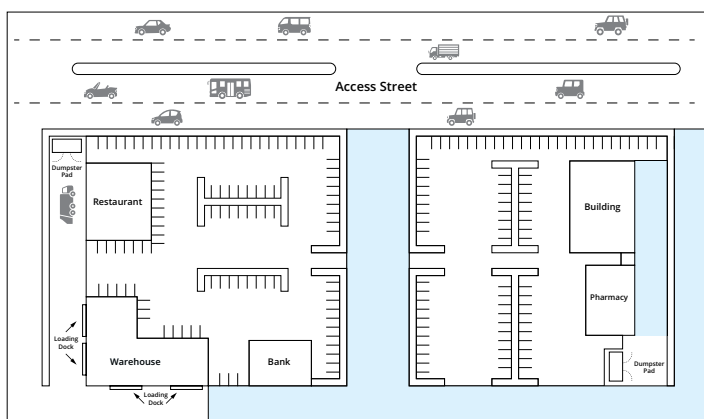 Access Street
Dumpster
Pad
Restaurant
Building
Pharmacy
Loading
Dock
Warehouse
Bank
Dumpster
Pad
Loading
Dock